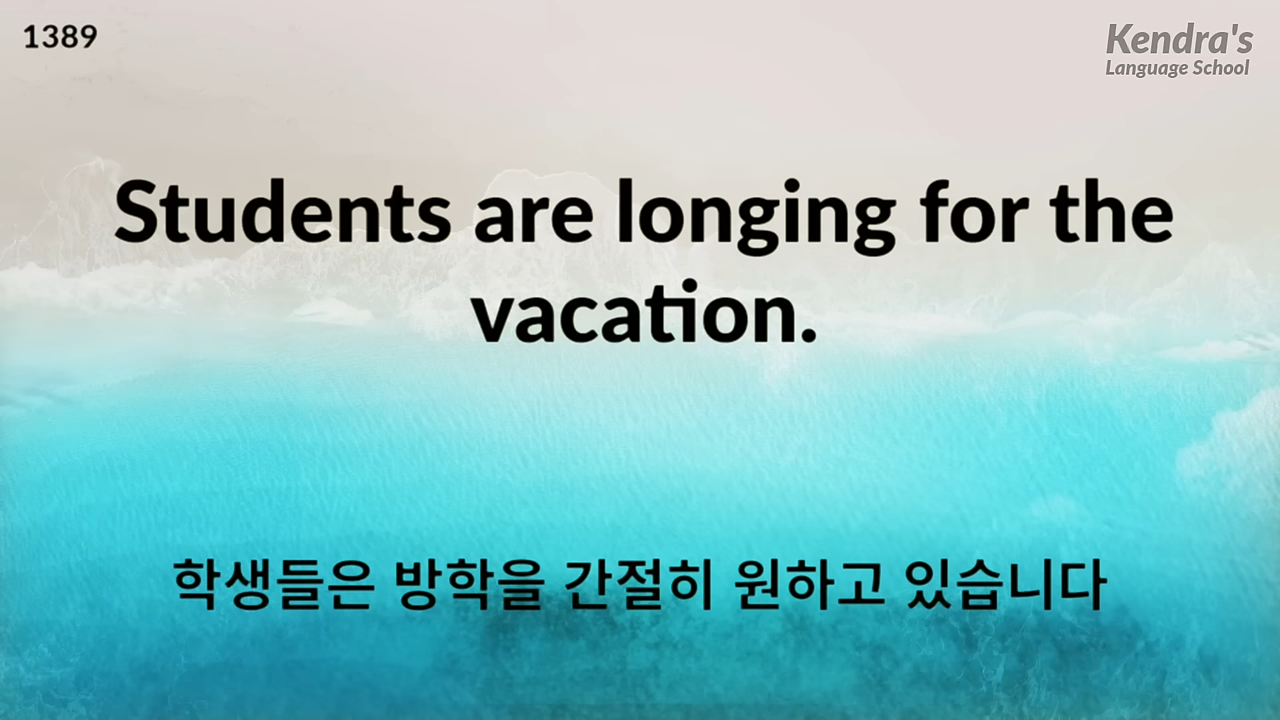 1389
Kendra's
Language School
Students are longing for the
vacation.
학생들은 방학을 간절히 원하고 있습니다